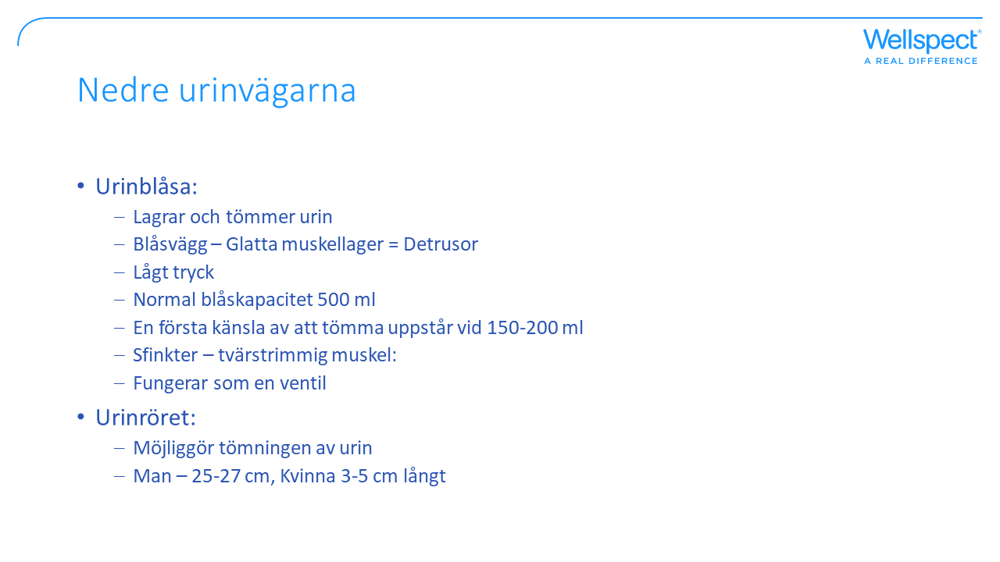 Wellspect®
A REAL DIFFERENCE
Nedre urinvägarna
• Urinblåsa:
– Lagrar och tömmer urin
– Blåsvägg – Glatta muskellager = Detrusor
– Lågt tryck
– Normal blåskapacitet 500 ml
– En första känsla av att tömma uppstår vid 150-200 ml
– Sfinkter – tvärstrimmig muskel:
– Fungerar som en ventil
• Urinröret:
– Möjliggör tömningen av urin
– Man – 25-27 cm, Kvinna 3-5 cm långt